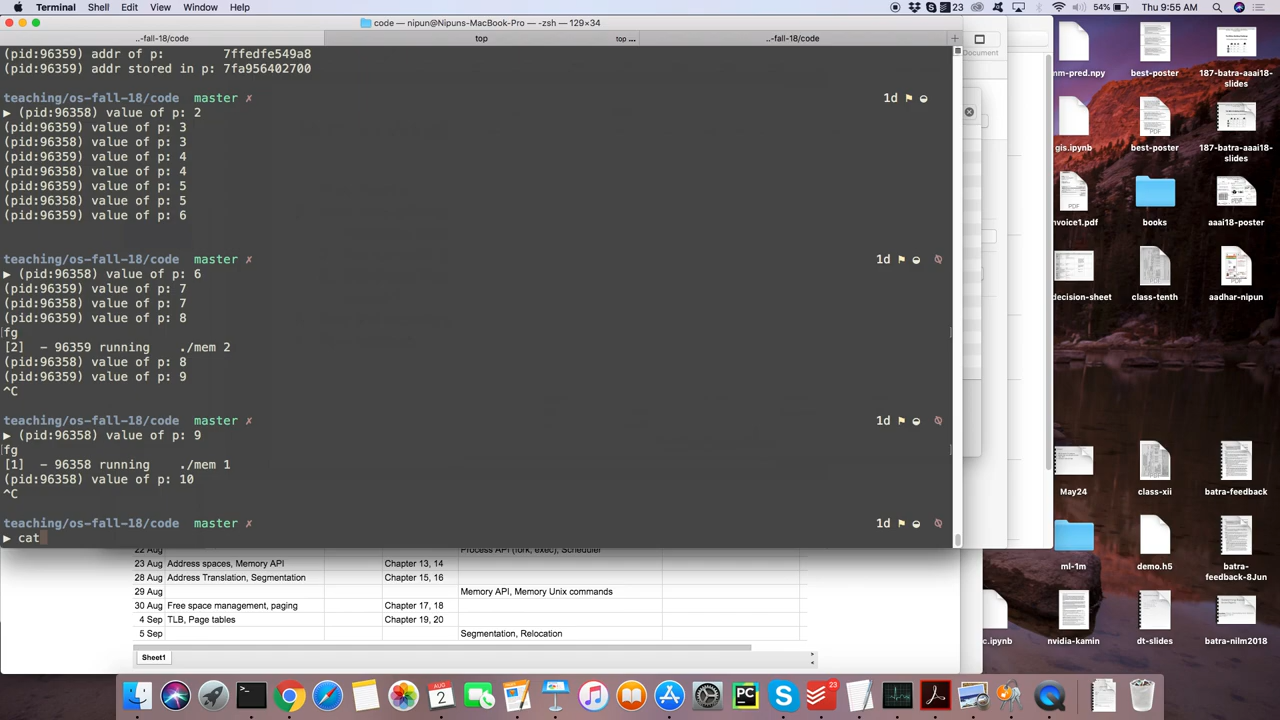 Terminal Shell Edit View Window Help
23 54% Thu 9:55 AM
code — nipun@Nipuns-MacBook-Pro — -zsh — 129×34
..-fall-18/code top top ... ..-fall-18/code
(pid:96359) addr of p: 7ffedfe549a8
(pid:96359) addr stored in p: 7fa956402700
teaching/os-fall-18/code master ✗ 1d
▶ (pid:96358) value of p: 2
(pid:96359) value of p: 3
(pid:96358) value of p: 3
(pid:96359) value of p: 4
(pid:96358) value of p: 4
(pid:96359) value of p: 5
(pid:96358) value of p: 5
(pid:96359) value of p: 6
teaching/os-fall-18/code master ✗ 1d
▶ (pid:96358) value of p: 6
(pid:96359) value of p: 7
(pid:96358) value of p: 7
(pid:96359) value of p: 8
fg
[2] - 96359 running ./mem 2
(pid:96358) value of p: 8
(pid:96359) value of p: 9
^C
teaching/os-fall-18/code master ✗ 1d
▶ (pid:96358) value of p: 9
fg
[1] - 96358 running ./mem 1
(pid:96358) value of p: 10
^C
teaching/os-fall-18/code master ✗ 1d
▶ cat
22 Aug Process API (fork, exec), Scheduler
23 Aug Address spaces, Memory API Chapter 13, 14
28 Aug Address Translation, Segmentation Chapter 15, 16
29 Aug Memory API, Memory Unix commands
30 Aug Free space management, paging Chapter 17, 18
4 Sep TLB, Page tables Chapter 19, 20
5 Sep Segmentation, Relocation
Sheet1
Document
nm-pred.npy best-poster 187-batra-aaai18-slides
gis.ipynb best-poster 187-batra-aaai18-slides
nvoice1.pdf books aaai18-poster
decision-sheet class-tenth aadhar-nipun
May24 class-xii batra-feedback
ml-1m demo.h5 batra-feedback-8Jun
c.ipynb nvidia-kamin dt-slides batra-nilm2018
PDF
PDF
PDF
AUG
2
PC
23